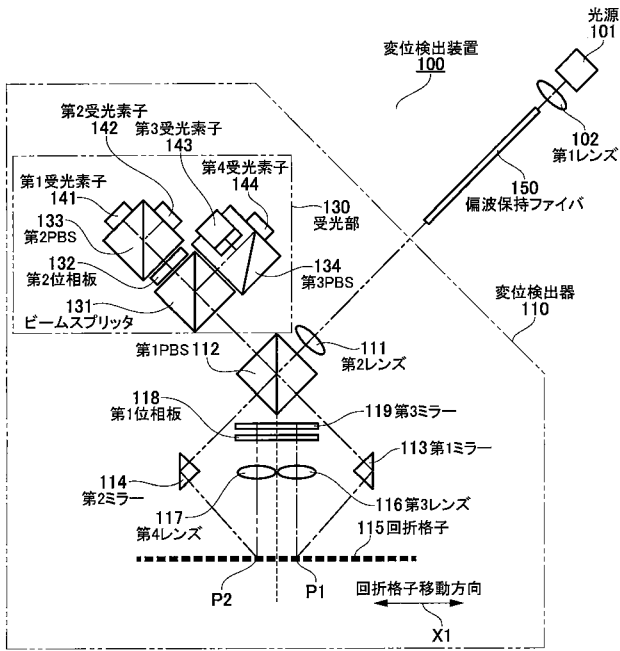 光源
101
変位検出装置
100
102
第1レンズ
150
偏波保持ファイバ
第2受光素子
142
第3受光素子
143
第1受光素子
141
第4受光素子
144
133
第2PBS
130
受光部
132
第2位相板
134
第3PBS
131
ビームスプリッタ
変位検出器
110
第1PBS 112
111
第2レンズ
118
第1位相板
119 第3ミラー
113 第1ミラー
114
第2ミラー
117
第4レンズ
116 第3レンズ
115 回折格子
P2
P1
回折格子移動方向
X1